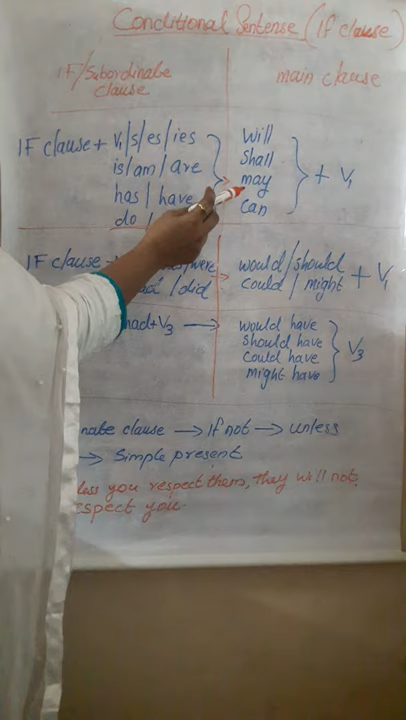 Conditional Sentence (If clause)
IF/Subordinate clause
main clause
IF clause + V1/s/es/ies
is/am/are
has/have
do/
will
shall
may
can
+ V1
IF clause
were
/did
would/should
could/might
+ V1
had+V3 →
would have
should have
could have
might have
V3
clause → If not → unless
→ Simple present
you respect them, they will not
you